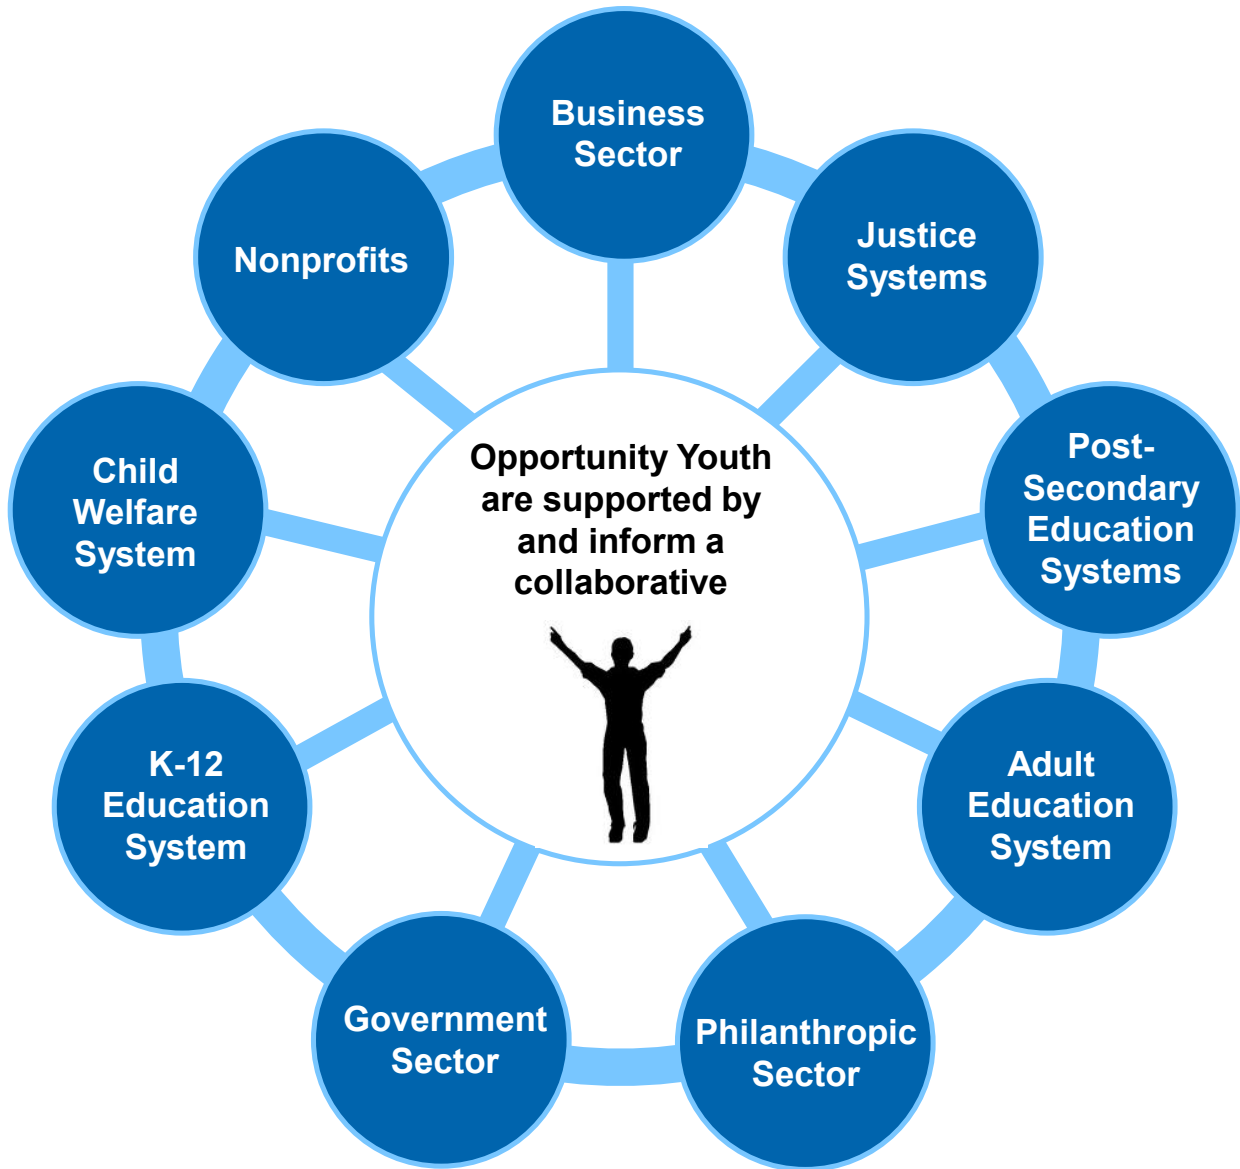 Business
Sector
Justice
Systems
Post-
Secondary
Education
Systems
Adult
Education
System
Philanthropic
Sector
Government
Sector
K-12
Education
System
Child
Welfare
System
Nonprofits
Opportunity Youth
are supported by
and inform a
collaborative